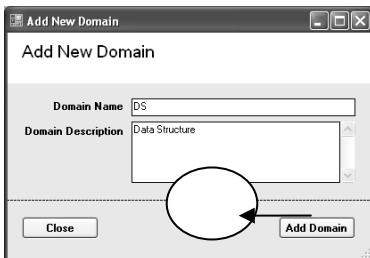 Add New Domain
Add New Domain
Domain Name DS
Domain Description Data Structure
Close Add Domain